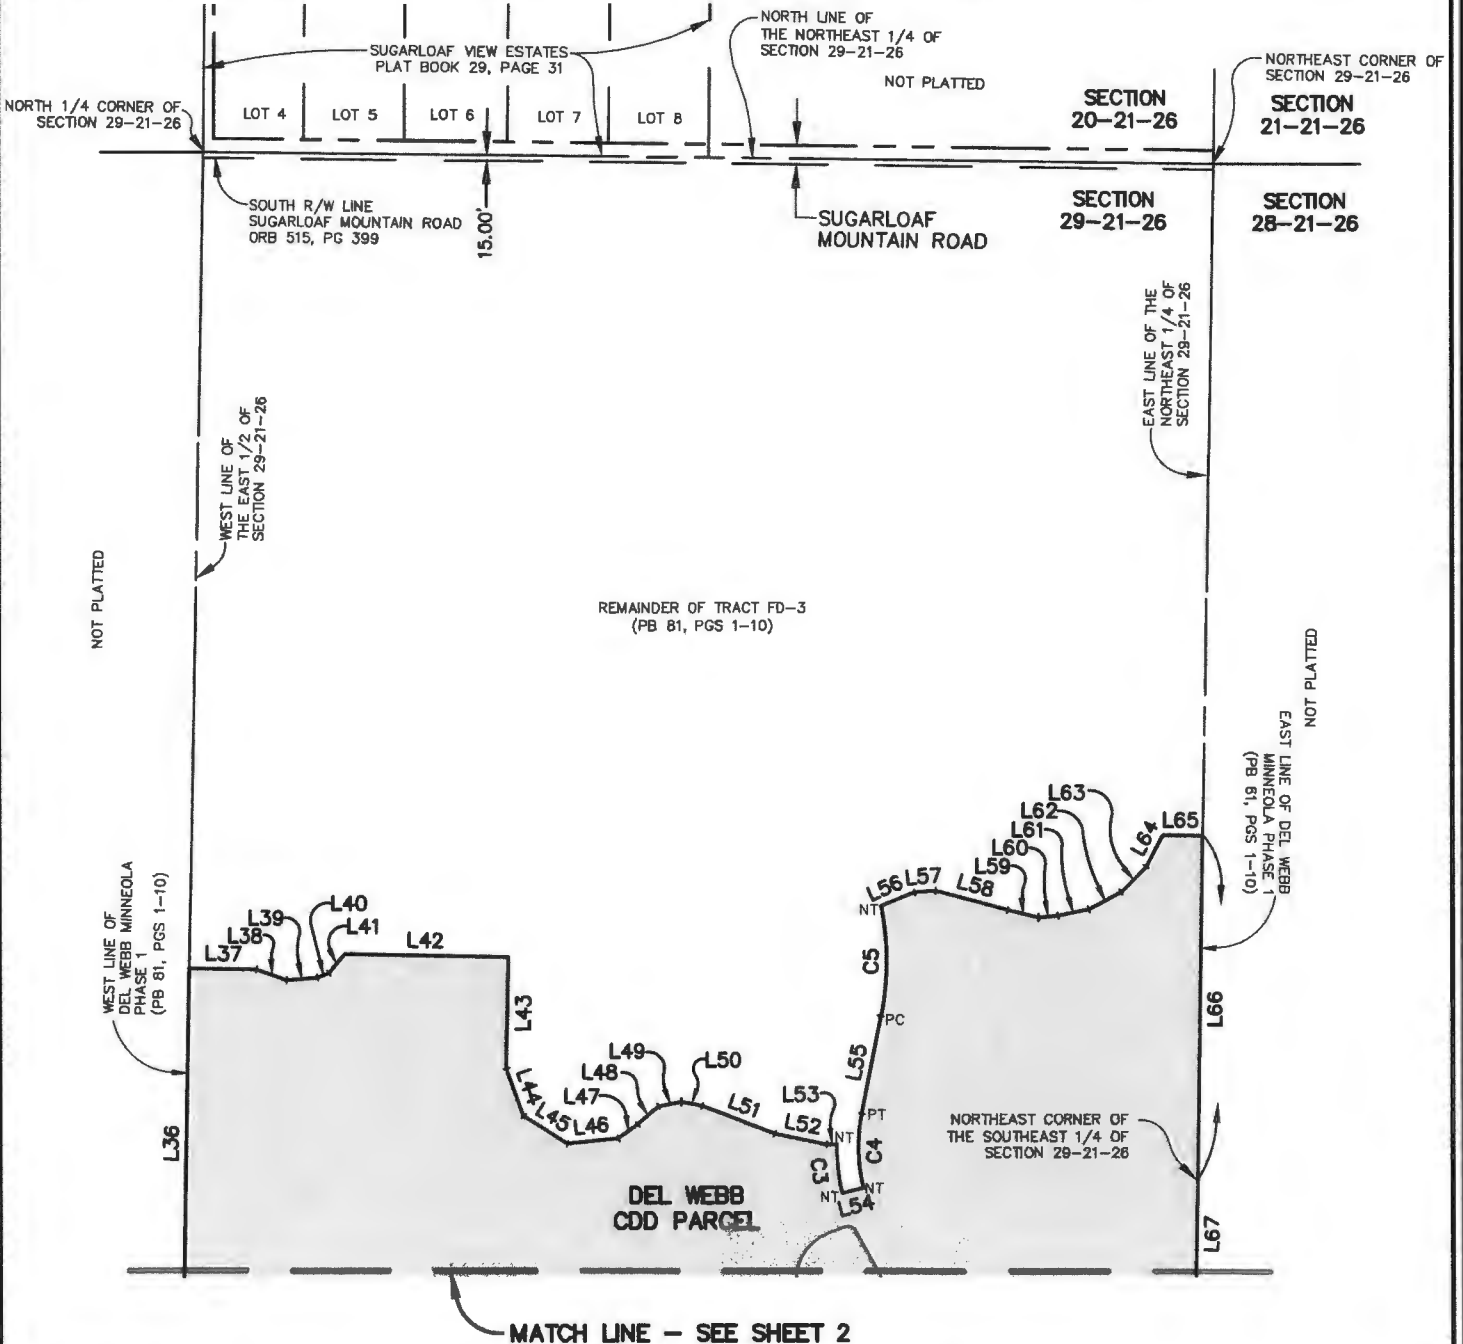 NORTH LINE OF
THE NORTHEAST 1/4 OF
SECTION 29-21-26
SUGARLOAF VIEW ESTATES
PLAT BOOK 29, PAGE 31
NORTHEAST CORNER OF
SECTION 29-21-26
NOT PLATTED
NORTH 1/4 CORNER OF
SECTION 29-21-26
LOT 4
LOT 5
LOT 6
LOT 7
LOT 8
SECTION
20-21-26
SECTION
21-21-26
SOUTH R/W LINE
SUGARLOAF MOUNTAIN ROAD
ORB 515, PG 399
15.00'
SUGARLOAF
MOUNTAIN ROAD
SECTION
29-21-26
SECTION
28-21-26
EAST LINE OF THE
NORTHEAST 1/4 OF
SECTION 29-21-26
WEST LINE OF
THE EAST 1/2 OF
SECTION 29-21-26
NOT PLATTED
REMAINDER OF TRACT FD-3
(PB 81, PGS 1-10)
NOT PLATTED
EAST LINE OF DEL WEBB
MINNEOLA PHASE 1
(PB 81, PGS 1-10)
WEST LINE OF
DEL WEBB MINNEOLA
PHASE 1
(PB 81, PGS 1-10)
L36
L37
L38
L39
L40
L41
L42
L43
L44
L45
L46
L47
L48
L49
L50
L51
L52
L53
NT
C3
NT
L54
NT
C4
PT
L55
PC
C5
NT
L56
L57
L58
L59
L60
L61
L62
L63
L64
L65
L66
NORTHEAST CORNER OF
THE SOUTHEAST 1/4 OF
SECTION 29-21-26
L67
DEL WEBB
CDD PARCEL
MATCH LINE - SEE SHEET 2